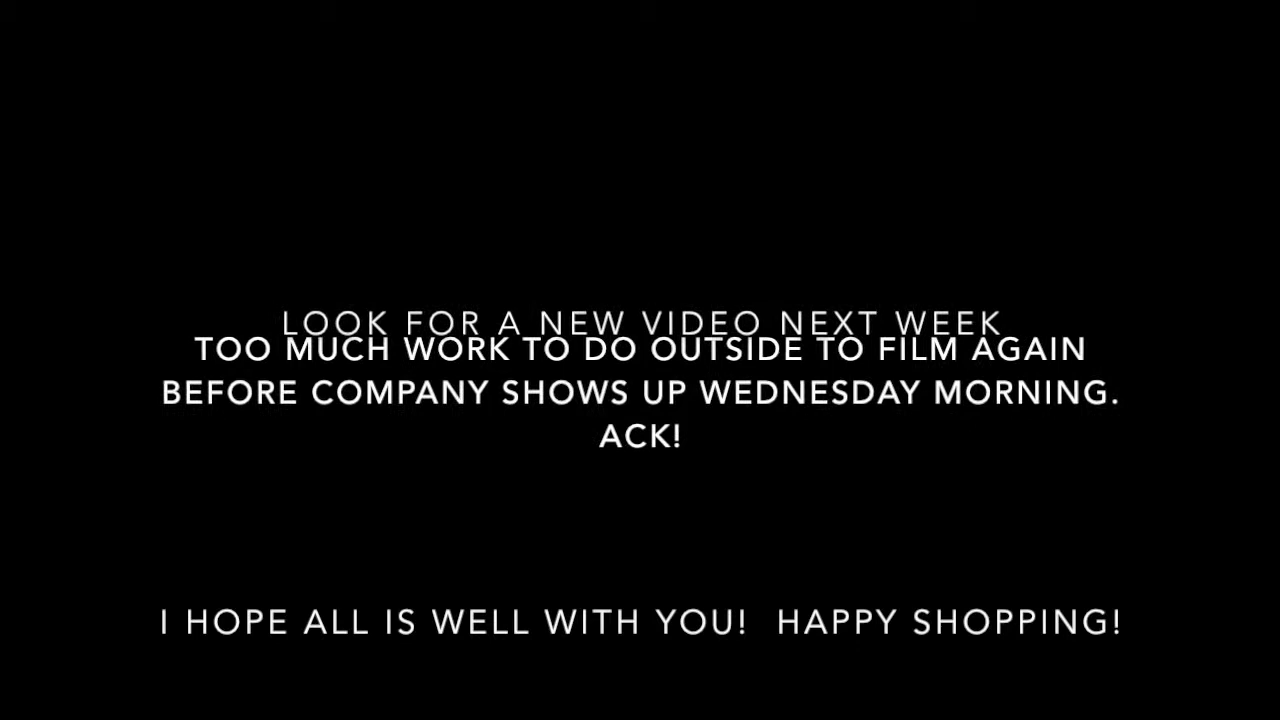 LOOK FOR A NEW VIDEO NEXT WEEK
TOO MUCH WORK TO DO OUTSIDE TO FILM AGAIN
BEFORE COMPANY SHOWS UP WEDNESDAY MORNING.
ACK!
I HOPE ALL IS WELL WITH YOU!  HAPPY SHOPPING!